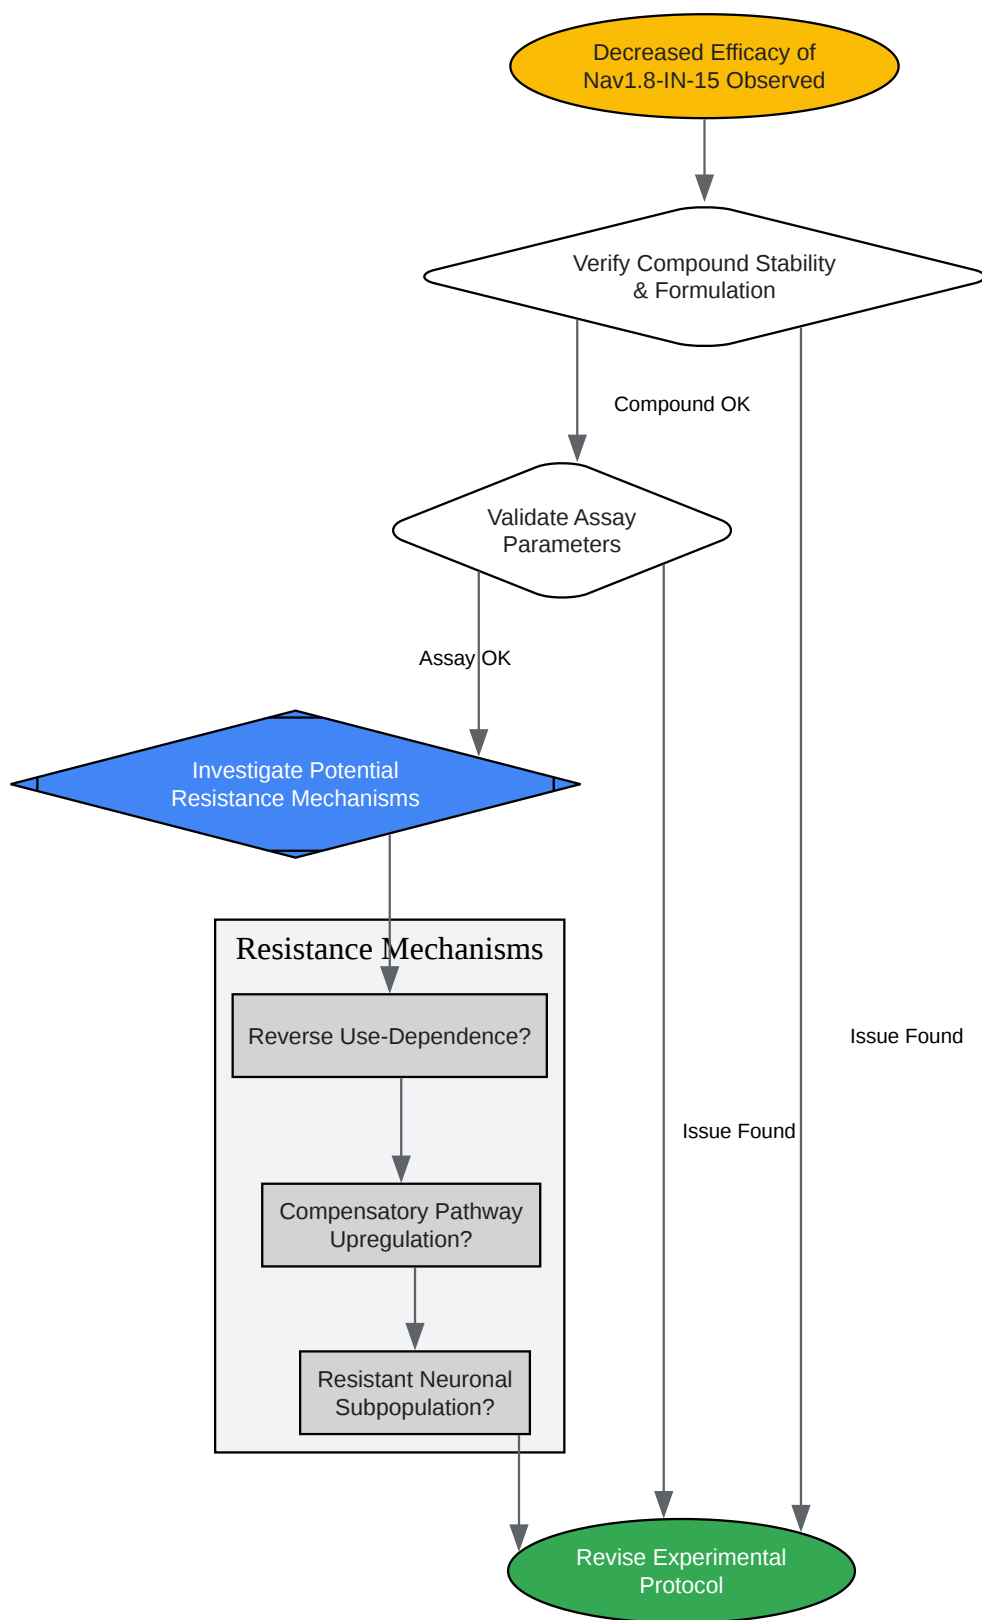 Decreased Efficacy of
Nav1.8-IN-15 Observed
Verify Compound Stability
& Formulation
Compound OK
Validate Assay
Parameters
Assay OK
Investigate Potential
Resistance Mechanisms
Resistance Mechanisms
Reverse Use-Dependence?
Issue Found
Issue Found
Compensatory Pathway
Upregulation?
Resistant Neuronal
Subpopulation?
Revise Experimental
Protocol